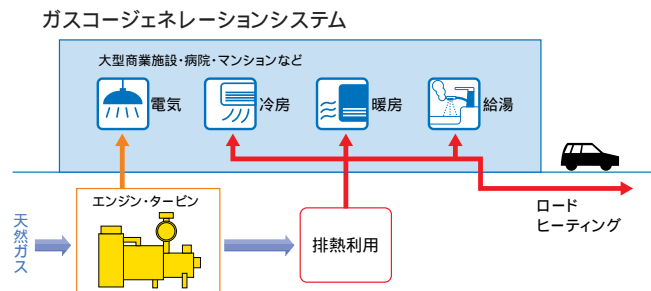 ガスコージェネレーションシステム
大型商業施設・病院・マンションなど
電気
冷房
暖房
給湯
エンジン・タービン
天然ガス
排熱利用
ロード
ヒーティング